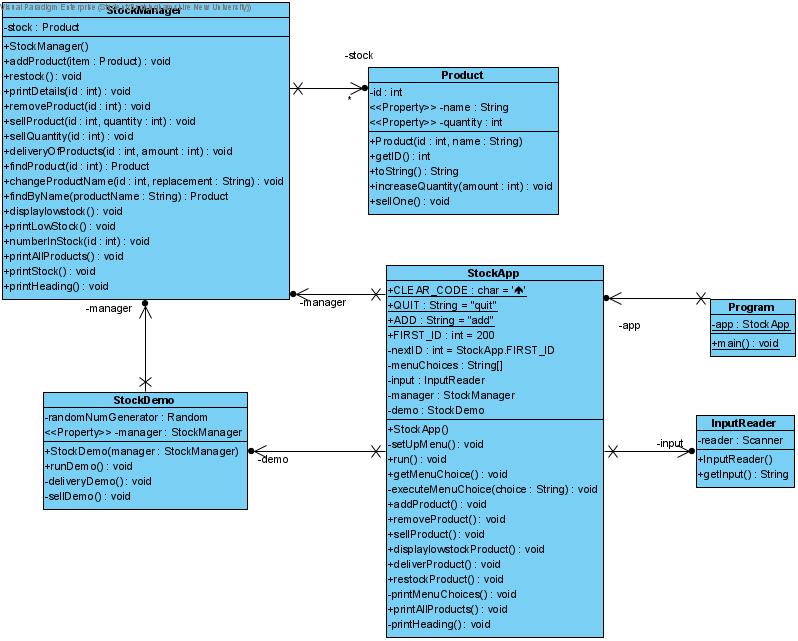 Visual Paradigm Enterprise
StockManager
-stock : Product
+StockManager()
+addProduct(item : Product) : void
+restock() : void
+printDetails(id : int) : void
+removeProduct(id : int) : void
+sellProduct(id : int, quantity : int) : void
+sellQuantity(id : int) : void
+deliveryOfProducts(id : int, amount : int) : void
+findProduct(id : int) : Product
+changeProductName(id : int, replacement : String) : void
+findByName(productName : String) : Product
+displaylowstock() : void
+printLowStock() : void
+numberInStock(id : int) : void
+printAllProducts() : void
+printStock() : void
+printHeading() : void
-stock
*
Product
-id : int
<<Property>> -name : String
<<Property>> -quantity : int
+Product(id : int, name : String)
+getID() : int
+toString() : String
+increaseQuantity(amount : int) : void
+sellOne() : void
-manager
-manager
StockApp
+CLEAR_CODE : char = ''
+QUIT : String = "quit"
+ADD : String = "add"
+FIRST_ID : int = 200
-nextID : int = StockApp.FIRST_ID
-menuChoices : String[]
-input : InputReader
-manager : StockManager
-demo : StockDemo
+StockApp()
-setUpMenu() : void
+run() : void
+getMenuChoice() : void
-executeMenuChoice(choice : String) : void
+addProduct() : void
+removeProduct() : void
+sellProduct() : void
+displaylowstockProduct() : void
+deliverProduct() : void
+restockProduct() : void
-printMenuChoices() : void
+printAllProducts() : void
-printHeading() : void
-app
Program
-app : StockApp
+main() : void
StockDemo
-randomNumGenerator : Random
<<Property>> -manager : StockManager
+StockDemo(manager : StockManager)
+runDemo() : void
-deliveryDemo() : void
-sellDemo() : void
-demo
-input
InputReader
-reader : Scanner
+InputReader()
+getInput() : String